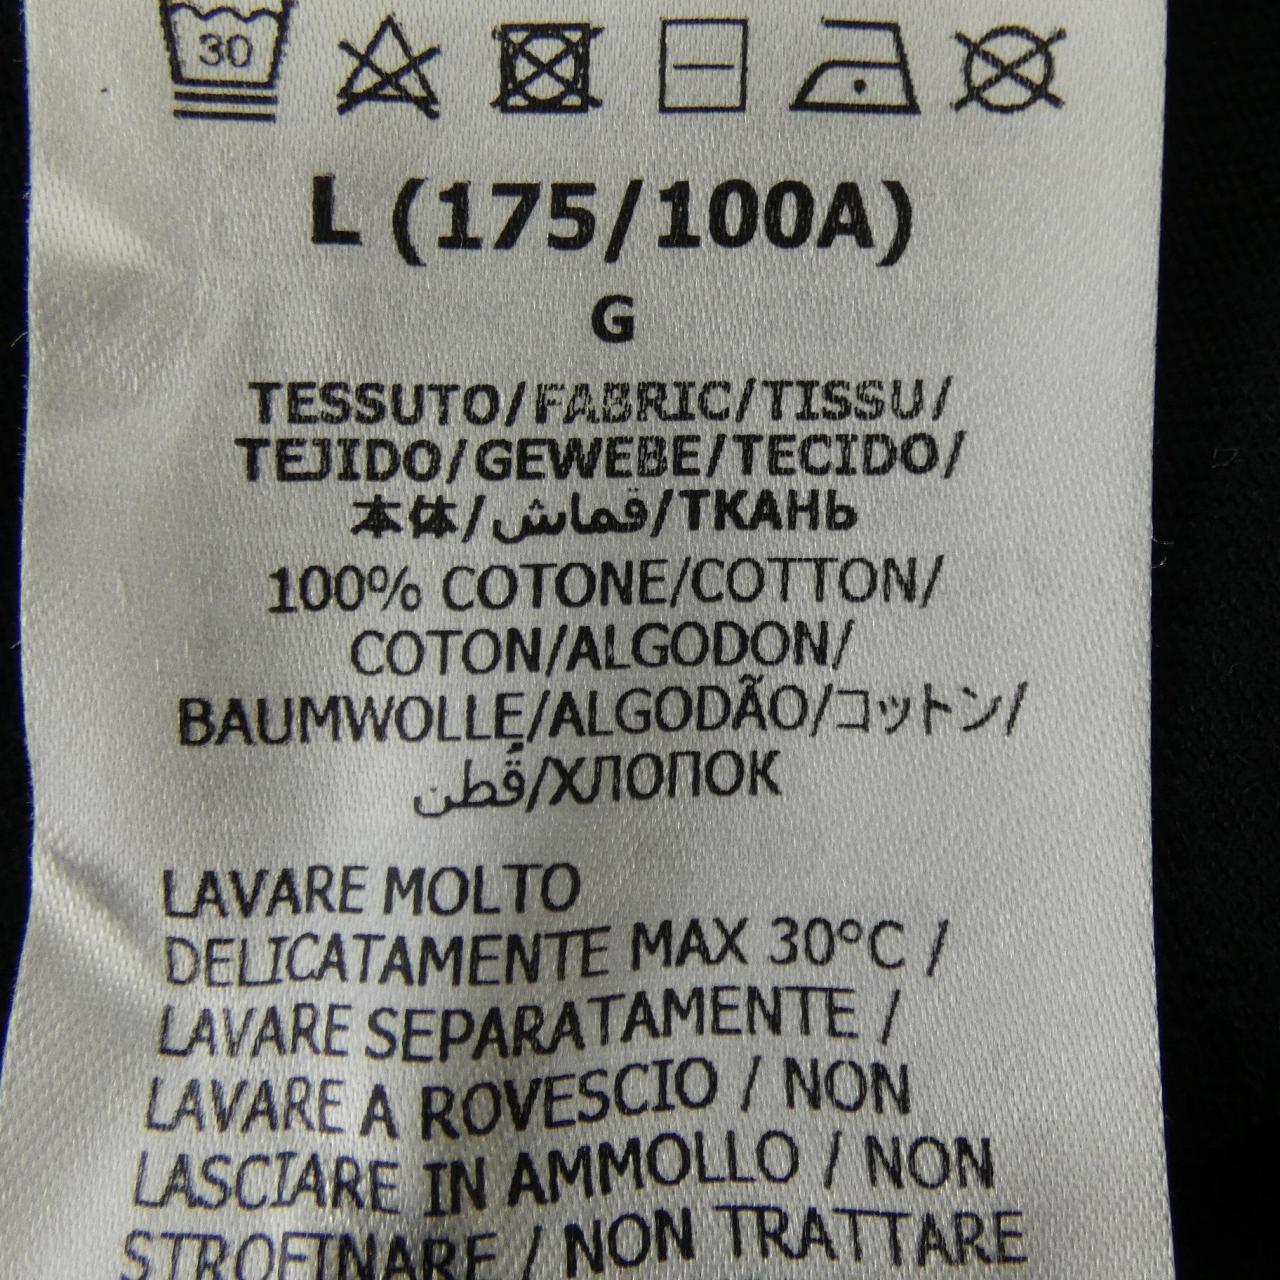 30
L (175/100A)
G
TESSUTO/FABRIC/TISSU/
TEJIDO/GEWEBE/TECIDO/
本体/قماش/ТКАНЬ
100% COTONE/COTTON/
COTON/ALGODON/
BAUMWOLLE/ALGODÃO/コットン/
قطن/ХЛОПОК
LAVARE MOLTO
DELICATAMENTE MAX 30°C /
LAVARE SEPARATAMENTE /
LAVARE A ROVESCIO / NON
LASCIARE IN AMMOLLO / NON
STROFINARE / NON TRATTARE